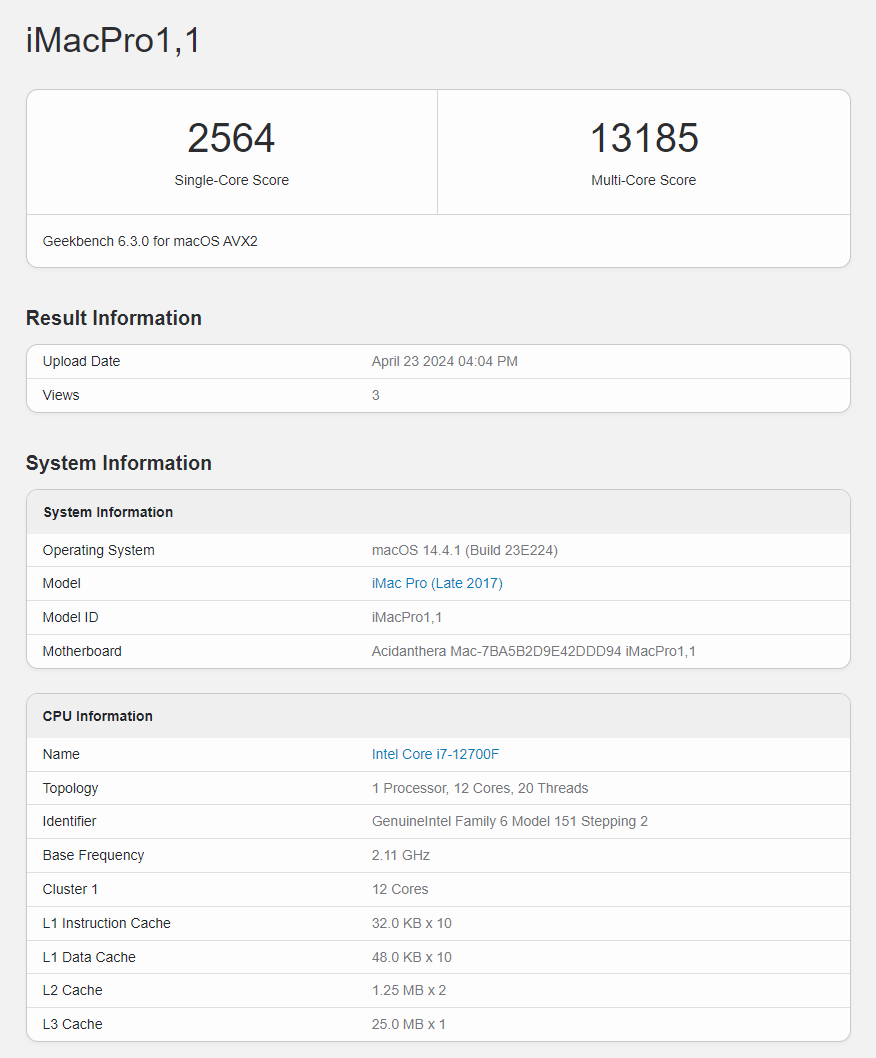 iMacPro1,1
2564
Single-Core Score
13185
Multi-Core Score
Geekbench 6.3.0 for macOS AVX2
Result Information
Upload Date April 23 2024 04:04 PM
Views 3
System Information
System Information
Operating System macOS 14.4.1 (Build 23E224)
Model iMac Pro (Late 2017)
Model ID iMacPro1,1
Motherboard Acidanthera Mac-7BA5B2D9E42DDD94 iMacPro1,1
CPU Information
Name Intel Core i7-12700F
Topology 1 Processor, 12 Cores, 20 Threads
Identifier GenuineIntel Family 6 Model 151 Stepping 2
Base Frequency 2.11 GHz
Cluster 1 12 Cores
L1 Instruction Cache 32.0 KB x 10
L1 Data Cache 48.0 KB x 10
L2 Cache 1.25 MB x 2
L3 Cache 25.0 MB x 1